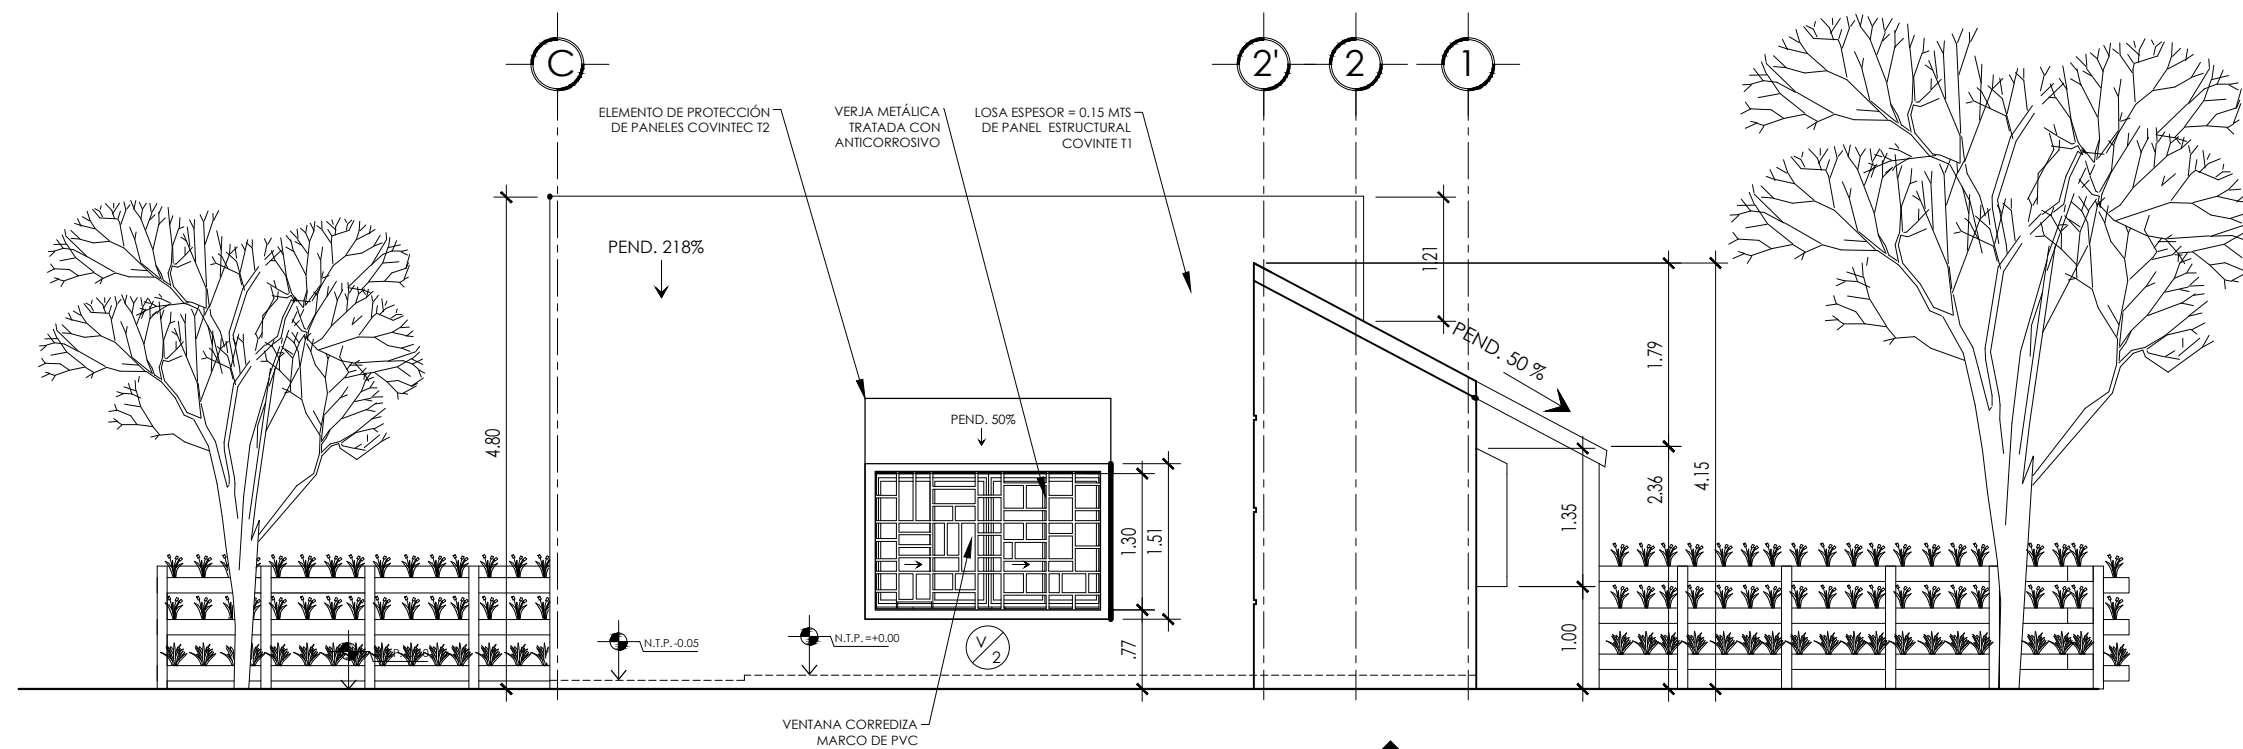 C
2'
2
1
ELEMENTO DE PROTECCIÓN
DE PANELES COVINTEC T2
VERJA METÁLICA
TRATADA CON
ANTICORROSIVO
LOSA ESPESOR = 0.15 MTS
DE PANEL ESTRUCTURAL
COVINTE T1
PEND. 218%
1.21
PEND. 50 %
1.79
4.80
PEND. 50%
1.30
1.51
1.35
2.36
4.15
N.T.P.-0.05
N.T.P.=+0.00
V
2
.77
1.00
VENTANA CORREDIZA
MARCO DE PVC